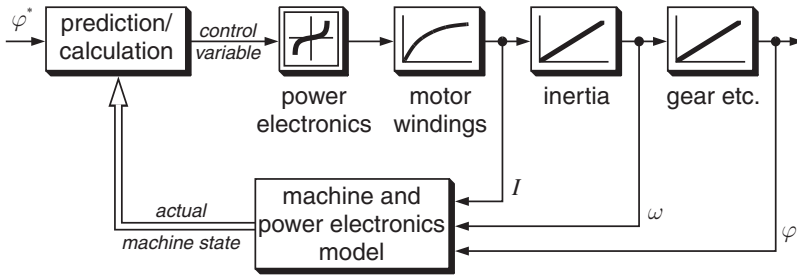 φ*
prediction/
calculation
control
variable
power
electronics
motor
windings
inertia
gear etc.
I
ω
φ
actual
machine state
machine and
power electronics
model